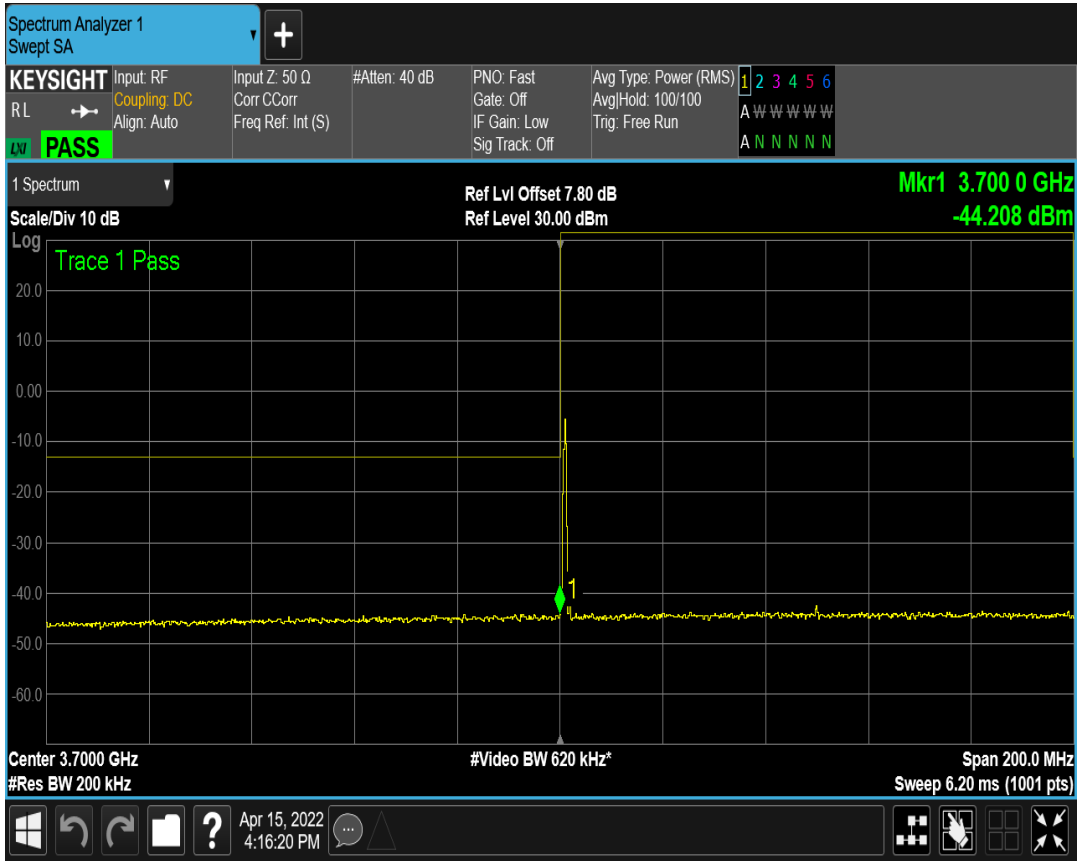 Spectrum Analyzer 1
Swept SA
+
KEYSIGHT
RL
LXI PASS
Input: RF
Coupling: DC
Align: Auto
Input Z: 50 Ω
Corr CCorr
Freq Ref: Int (S)
#Atten: 40 dB
PNO: Fast
Gate: Off
IF Gain: Low
Sig Track: Off
Avg Type: Power (RMS)
Avg|Hold: 100/100
Trig: Free Run
1 2 3 4 5 6
A W W W W W
A N N N N N
1 Spectrum
Scale/Div 10 dB
Ref Lvl Offset 7.80 dB
Ref Level 30.00 dBm
Mkr1 3.700 0 GHz
-44.208 dBm
Log
Trace 1 Pass
20.0
10.0
0.00
-10.0
-20.0
-30.0
-40.0
1
-50.0
-60.0
Center 3.7000 GHz
#Res BW 200 kHz
#Video BW 620 kHz*
Span 200.0 MHz
Sweep 6.20 ms (1001 pts)
?
Apr 15, 2022
4:16:20 PM